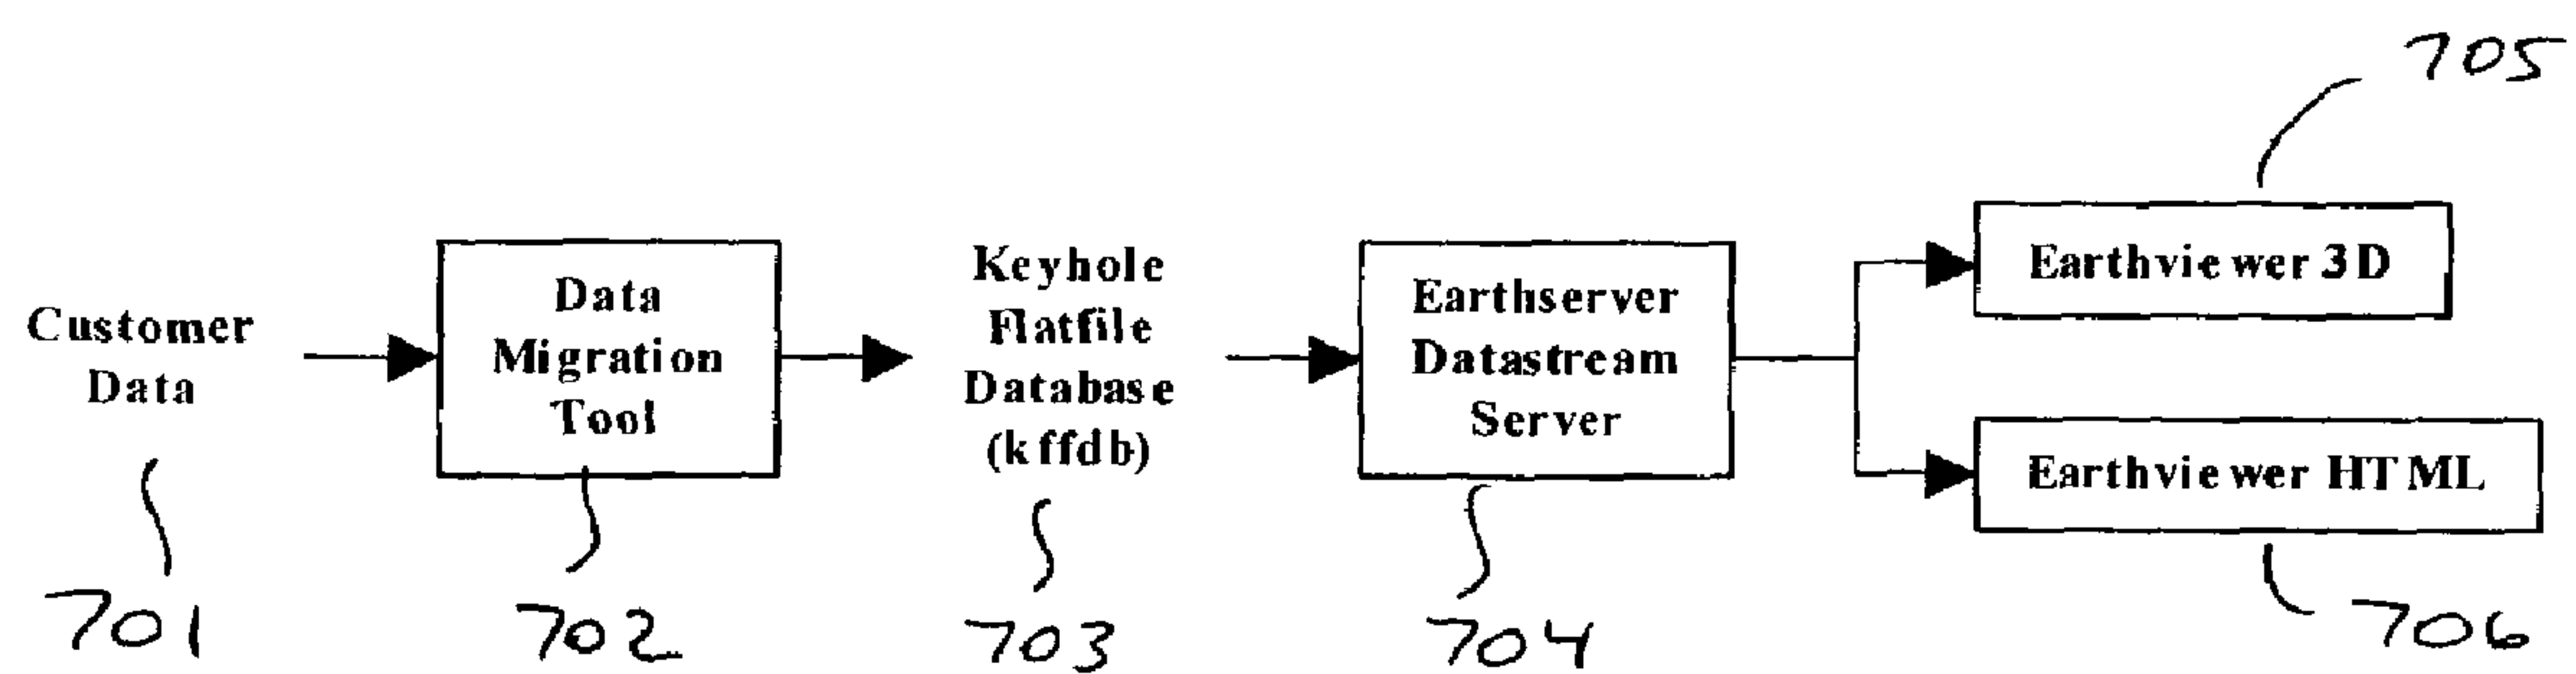 705
Customer
Data
Data
Migration
Tool
Keyhole
Flatfile
Database
(kffdb)
Earthserver
Datastream
Server
Earthviewer 3D
Earthviewer HTML
701
702
703
704
706